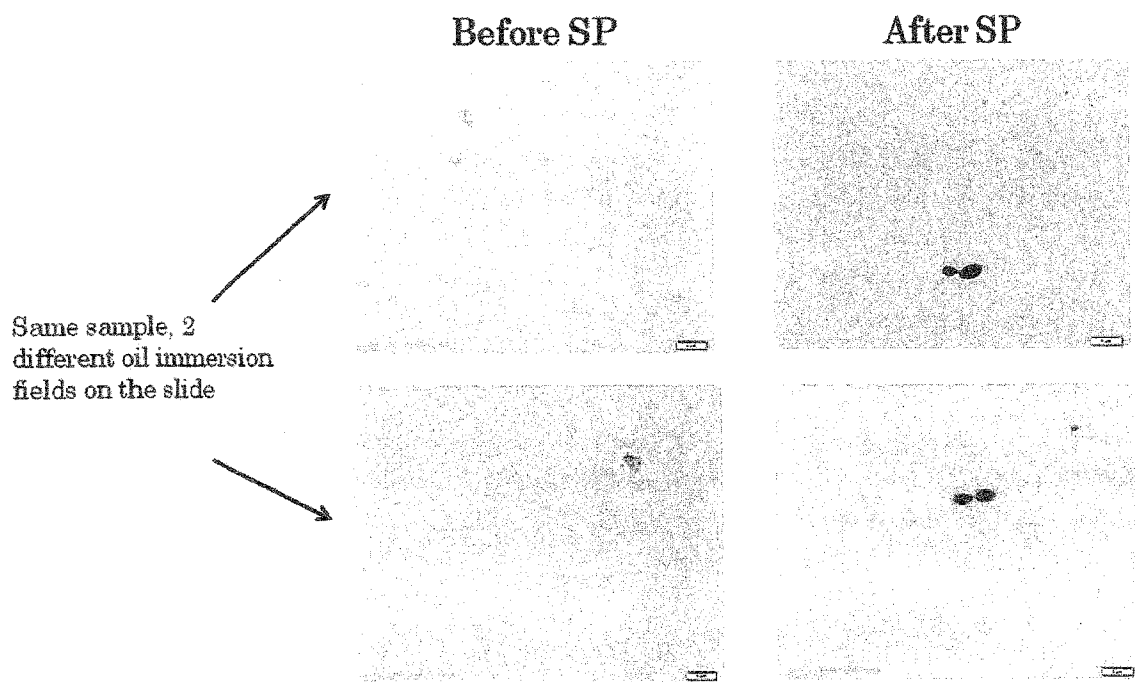 Before SP
After SP
Same sample, 2
different oil immersion
fields on the slide